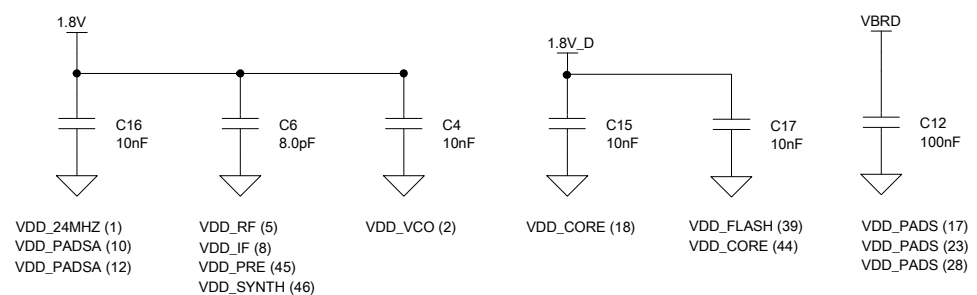 1.8V
C16
10nF
C6
8.0pF
C4
10nF
VDD_24MHZ (1)
VDD_PADSA (10)
VDD_PADSA (12)
VDD_RF (5)
VDD_IF (8)
VDD_PRE (45)
VDD_SYNTH (46)
VDD_VCO (2)
1.8V_D
C15
10nF
C17
10nF
VDD_CORE (18)
VDD_FLASH (39)
VDD_CORE (44)
VBRD
C12
100nF
VDD_PADS (17)
VDD_PADS (23)
VDD_PADS (28)